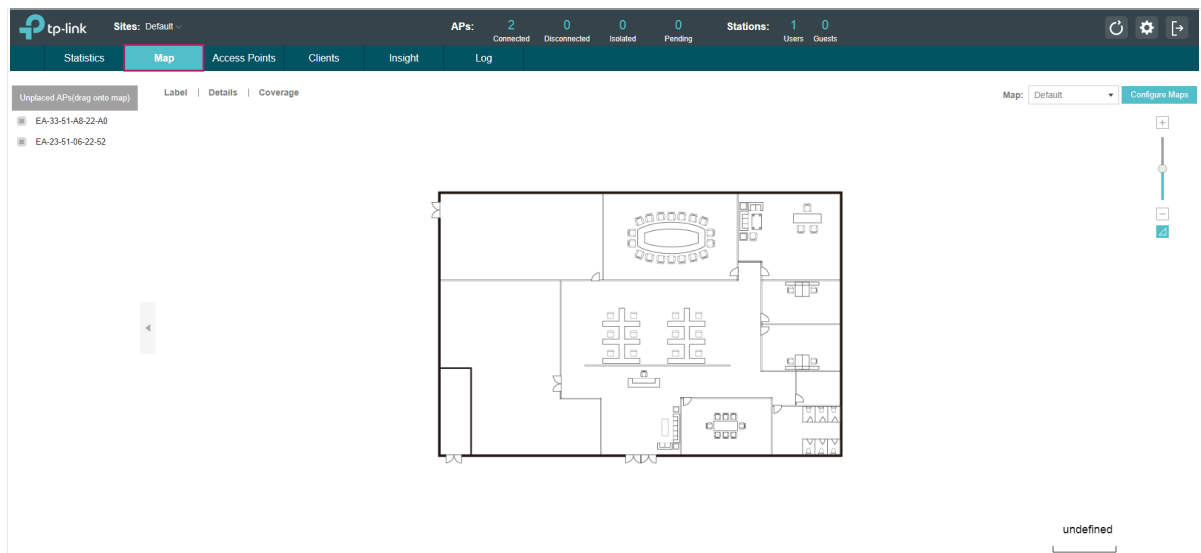 tp-link Sites: Default APs: 2 0 0 0 Stations: 1 0
Connected Disconnected Isolated Pending Users Guests
Statistics Map Access Points Clients Insight Log
Unplaced APs(drag onto map) Label | Details | Coverage Map: Default Configure Maps
EA-33-51-A8-22-A0
EA-23-51-06-22-52
undefined